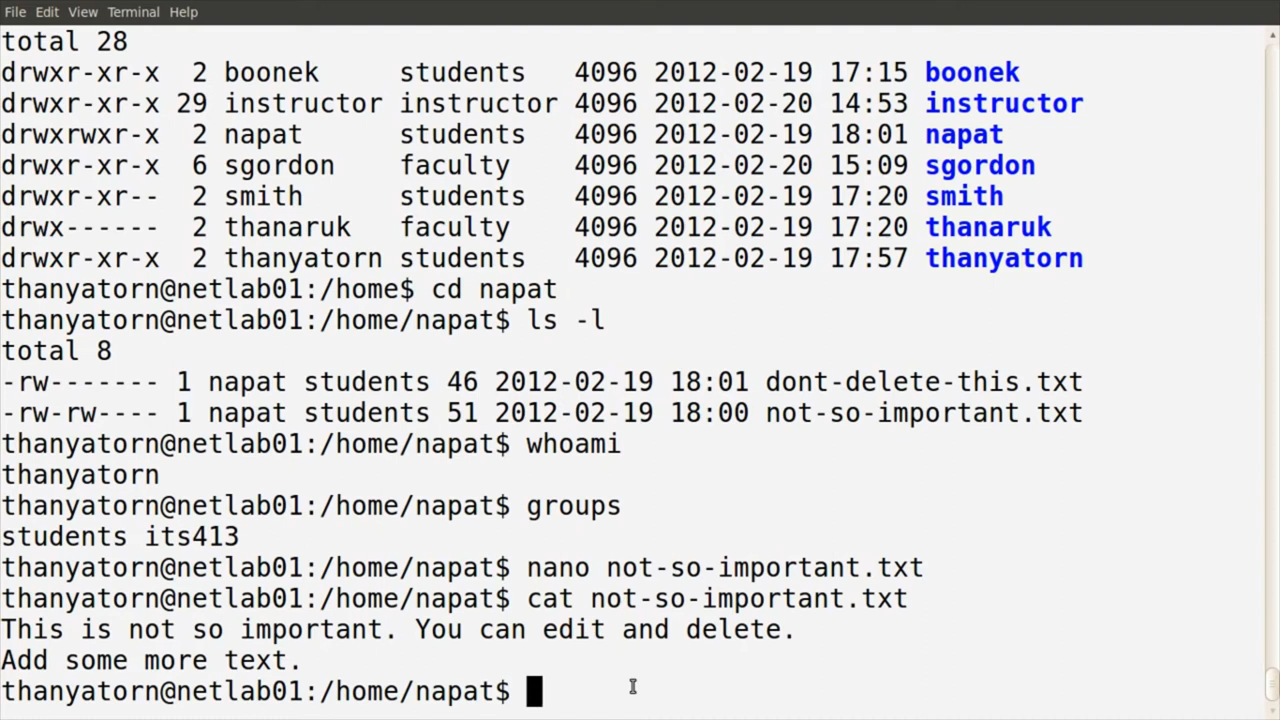 File Edit View Terminal Help
total 28
drwxr-xr-x  2 boonek     students   4096 2012-02-19 17:15 boonek
drwxr-xr-x 29 instructor instructor 4096 2012-02-20 14:53 instructor
drwxrwxr-x  2 napat      students   4096 2012-02-19 18:01 napat
drwxr-xr-x  6 sgordon    faculty    4096 2012-02-20 15:09 sgordon
drwxr-xr--  2 smith      students   4096 2012-02-19 17:20 smith
drwx------  2 thanaruk   faculty    4096 2012-02-19 17:20 thanaruk
drwxr-xr-x  2 thanyatorn students   4096 2012-02-19 17:57 thanyatorn
thanyatorn@netlab01:/home$ cd napat
thanyatorn@netlab01:/home/napat$ ls -l
total 8
-rw------- 1 napat students 46 2012-02-19 18:01 dont-delete-this.txt
-rw-rw---- 1 napat students 51 2012-02-19 18:00 not-so-important.txt
thanyatorn@netlab01:/home/napat$ whoami
thanyatorn
thanyatorn@netlab01:/home/napat$ groups
students its413
thanyatorn@netlab01:/home/napat$ nano not-so-important.txt
thanyatorn@netlab01:/home/napat$ cat not-so-important.txt
This is not so important. You can edit and delete.
Add some more text.
thanyatorn@netlab01:/home/napat$